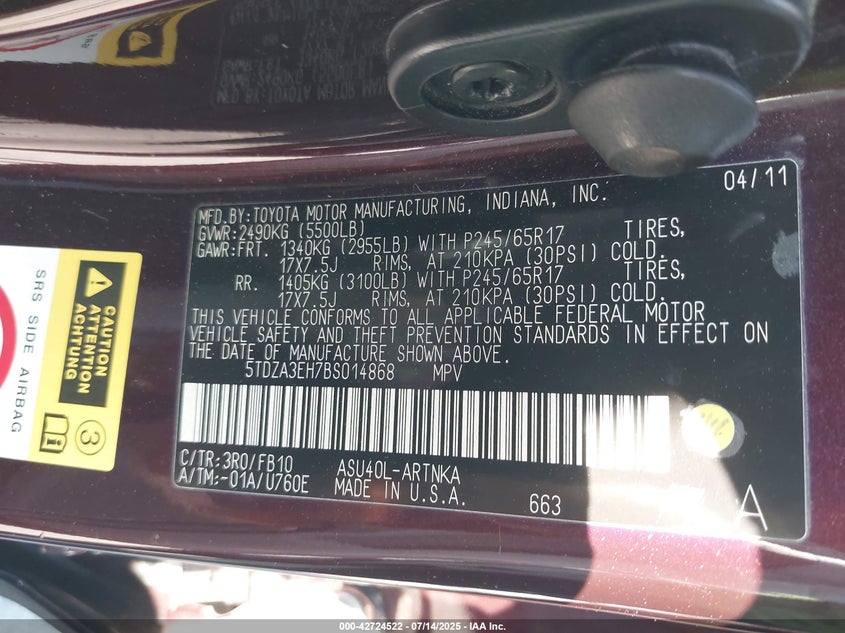 04/11
MFD.BY:TOYOTA MOTOR MANUFACTURING, INDIANA, INC.
GVWR:2490KG (5500LB)
GAWR:FRT. 1340KG (2955LB) WITH P245/65R17 TIRES,
17X7.5J RIMS, AT 210KPA (30PSI) COLD.
RR. 1405KG (3100LB) WITH P245/65R17 TIRES,
17X7.5J RIMS, AT 210KPA (30PSI) COLD.
THIS VEHICLE CONFORMS TO ALL APPLICABLE FEDERAL MOTOR
VEHICLE SAFETY AND THEFT PREVENTION STANDARDS IN EFFECT ON
THE DATE OF MANUFACTURE SHOWN ABOVE.
5TDZA3EH7BS014868 MPV
C/TR:3R0/FB10 ASU40L-ARTNKA
A/TM:-01A/U760E MADE IN U.S.A.
663
A
CAUTION
ATTENTION
ACHTUNG
3
SRS SIDE AIRBAG
000-42724522 - 07/14/2025 - IAA Inc.